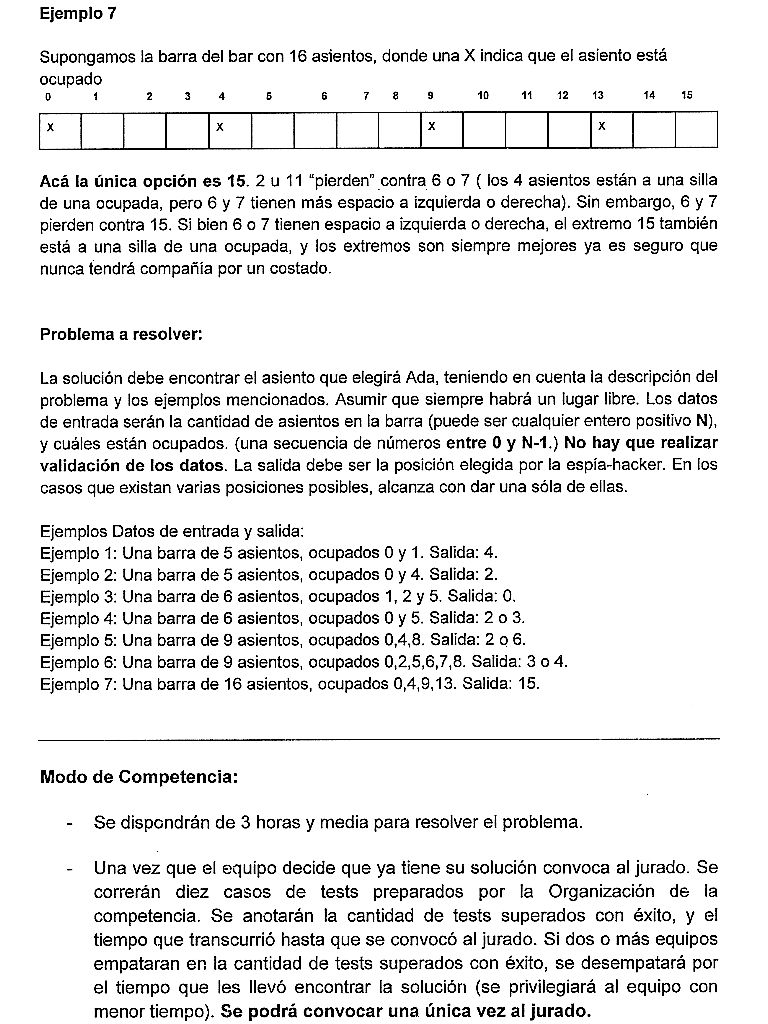 Ejemplo 7
Supongamos la barra del bar con 16 asientos, donde una X indica que el asiento está
ocupado
0 1 2 3 4 5 6 7 8 9 10 11 12 13 14 15
X X X X
Acá la única opción es 15. 2 u 11 “pierden” contra 6 o 7 ( los 4 asientos están a una silla
de una ocupada, pero 6 y 7 tienen más espacio a izquierda o derecha). Sin embargo, 6 y 7
pierden contra 15. Si bien 6 o 7 tienen espacio a izquierda o derecha, el extremo 15 también
está a una silla de una ocupada, y los extremos son siempre mejores ya es seguro que
nunca tendrá compañía por un costado.
Problema a resolver:
La solución debe encontrar el asiento que elegirá Ada, teniendo en cuenta la descripción del
problema y los ejemplos mencionados. Asumir que siempre habrá un lugar libre. Los datos
de entrada serán la cantidad de asientos en la barra (puede ser cualquier entero positivo N),
y cuáles están ocupados. (una secuencia de números entre 0 y N-1.) No hay que realizar
validación de los datos. La salida debe ser la posición elegida por la espía-hacker. En los
casos que existan varias posiciones posibles, alcanza con dar una sóla de ellas.
Ejemplos Datos de entrada y salida:
Ejemplo 1: Una barra de 5 asientos, ocupados 0 y 1. Salida: 4.
Ejemplo 2: Una barra de 5 asientos, ocupados 0 y 4. Salida: 2.
Ejemplo 3: Una barra de 6 asientos, ocupados 1, 2 y 5. Salida: 0.
Ejemplo 4: Una barra de 6 asientos, ocupados 0 y 5. Salida: 2 o 3.
Ejemplo 5: Una barra de 9 asientos, ocupados 0,4,8. Salida: 2 o 6.
Ejemplo 6: Una barra de 9 asientos, ocupados 0,2,5,6,7,8. Salida: 3 o 4.
Ejemplo 7: Una barra de 16 asientos, ocupados 0,4,9,13. Salida: 15.
Modo de Competencia:
- Se dispondrán de 3 horas y media para resolver el problema.
- Una vez que el equipo decide que ya tiene su solución convoca al jurado. Se
correrán diez casos de tests preparados por la Organización de la
competencia. Se anotarán la cantidad de tests superados con éxito, y el
tiempo que transcurrió hasta que se convocó al jurado. Si dos o más equipos
empataran en la cantidad de tests superados con éxito, se desempatará por
el tiempo que les llevó encontrar la solución (se privilegiará al equipo con
menor tiempo). Se podrá convocar una única vez al jurado.